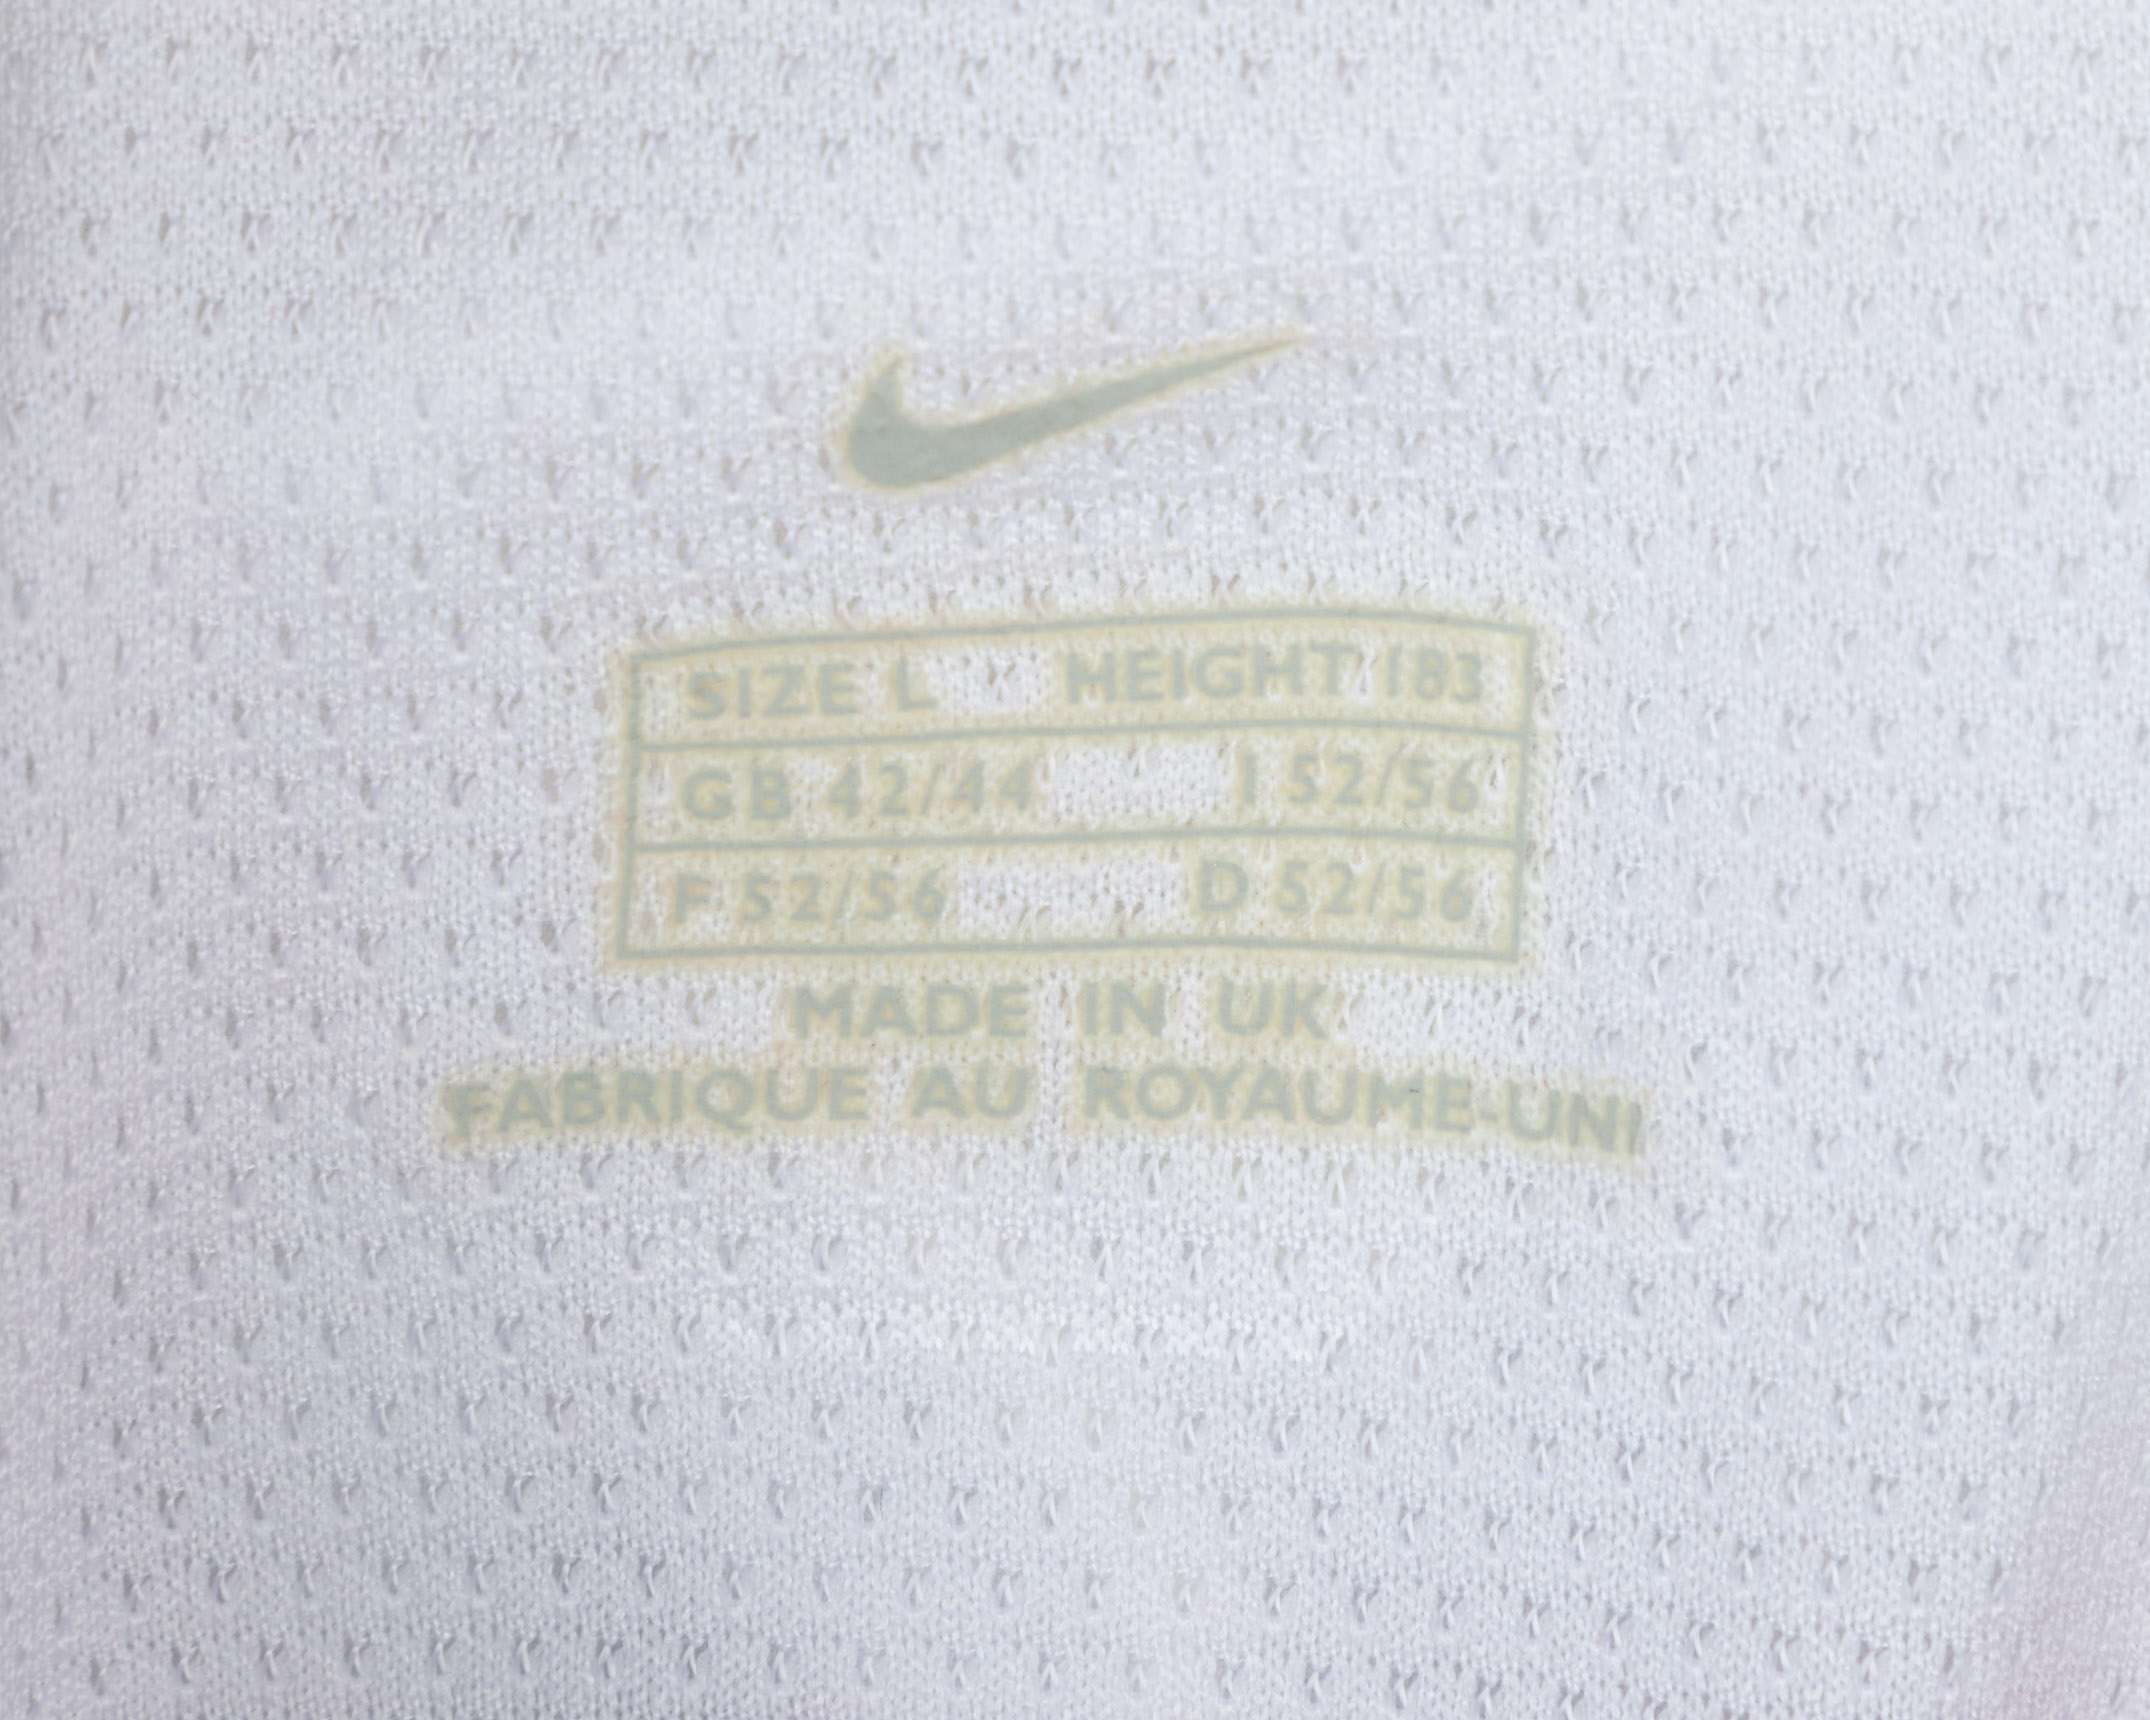 SIZE L HEIGHT 183
GB 42/44 I 52/56
F 52/56 D 52/56
MADE IN UK
FABRIQUE AU ROYAUME-UNI